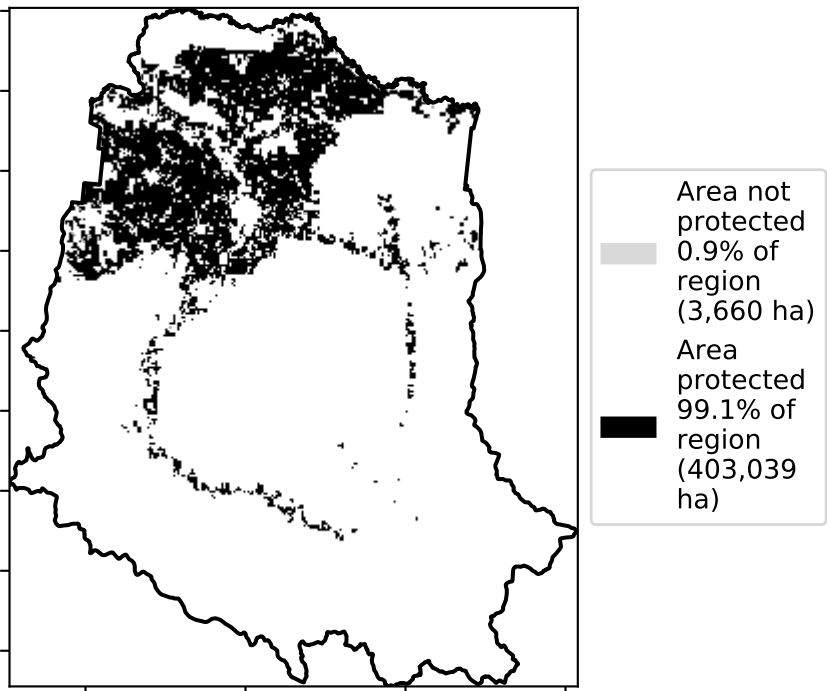 Area not
protected
0.9% of
region
(3,660 ha)
Area
protected
99.1% of
region
(403,039
ha)